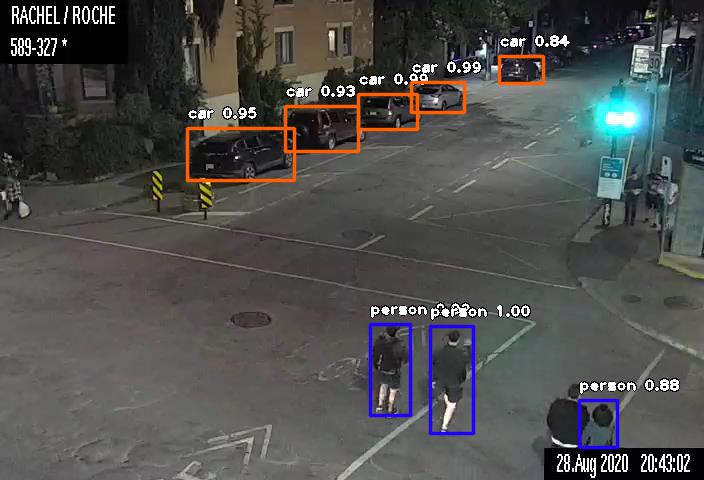 RACHEL / ROCHE
589-327 *
car 0.84
car 0.99
car 0.99
car 0.93
car 0.95
person
person 1.00
person 0.88
28.Aug 2020 20:43:02